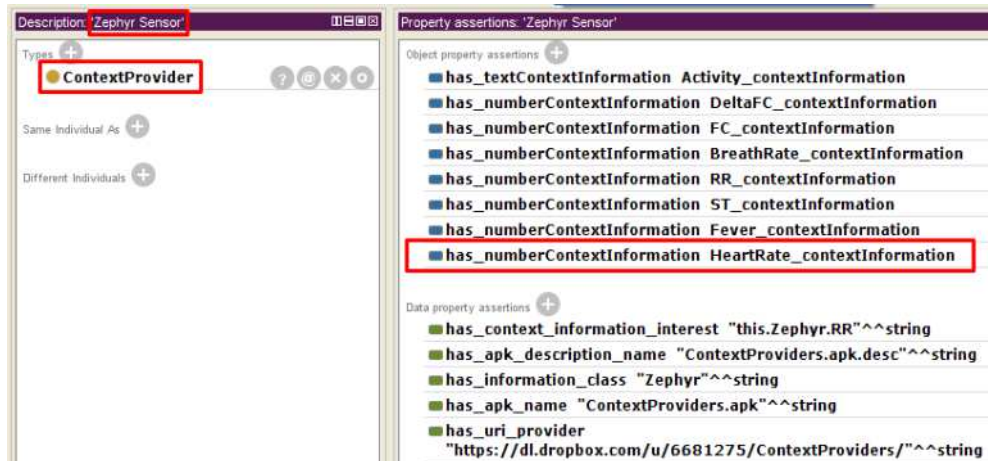 Description: 'Zephyr Sensor'
Types
ContextProvider
Same Individual As
Different Individuals
Property assertions: 'Zephyr Sensor'
Object property assertions
has_textContextInformation Activity_contextInformation
has_numberContextInformation DeltaFC_contextInformation
has_numberContextInformation FC_contextInformation
has_numberContextInformation BreathRate_contextInformation
has_numberContextInformation RR_contextInformation
has_numberContextInformation ST_contextInformation
has_numberContextInformation Fever_contextInformation
has_numberContextInformation HeartRate_contextInformation
Data property assertions
has_context_information_interest "this.Zephyr.RR"^^string
has_apk_description_name "ContextProviders.apk.desc"^^string
has_information_class "Zephyr"^^string
has_apk_name "ContextProviders.apk"^^string
has_uri_provider
"https://dl.dropbox.com/u/6681275/ContextProviders/"^^string